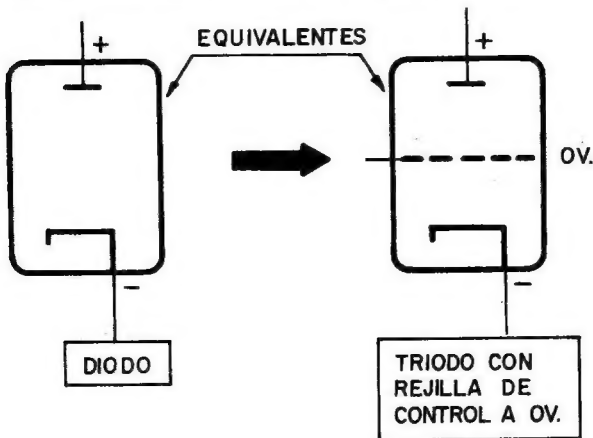 +
EQUIVALENTES
+
OV.
-
-
DIODO
TRIODO CON
REJILLA DE
CONTROL A OV.